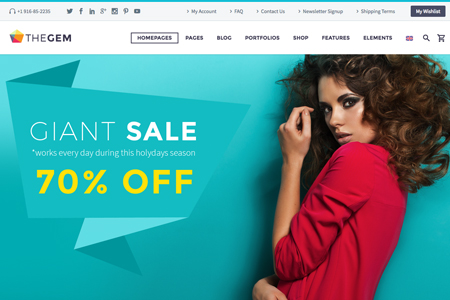 +1 916-85-2235
My Account
FAQ
Contact Us
Newsletter Signup
Shipping Terms
My Wishlist
THEGEM
HOMEPAGES
PAGES
BLOG
PORTFOLIOS
SHOP
FEATURES
ELEMENTS
GIANT SALE
*works every day during this holydays season
70% OFF